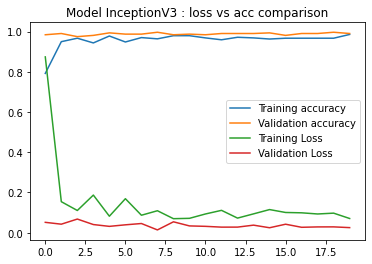 Model InceptionV3 : loss vs acc comparison
1.0
0.8
0.6
0.4
0.2
0.0
Training accuracy
Validation accuracy
Training Loss
Validation Loss
0.0 2.5 5.0 7.5 10.0 12.5 15.0 17.5